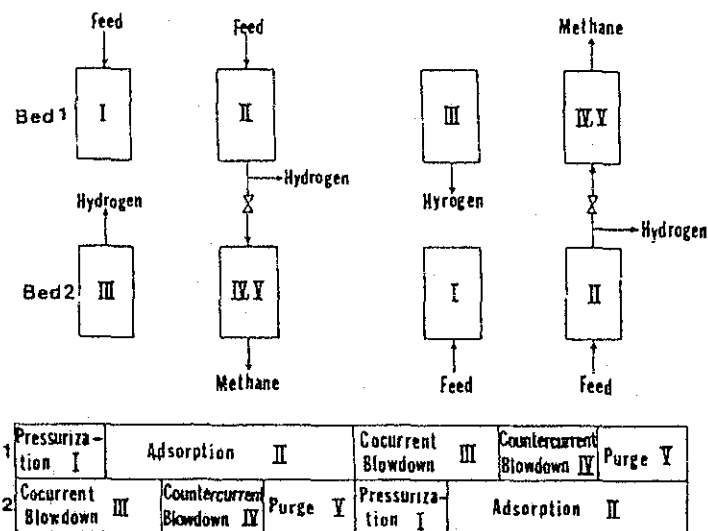 Feed
Feed
Methane
Bed 1
I
II
III
IV, V
Hydrogen
Hyrogen
Hydrogen
Hydrogen
Bed 2
III
IV, V
I
II
Methane
Feed
Feed
1 Pressuriza-
tion I
Adsorption II
Cocurrent
Blowdown III
Countercurrent
Blowdown IV
Purge V
2 Cocurrent
Blowdown III
Countercurrent
Blowdown IV
Purge V
Pressuriza-
tion I
Adsorption II